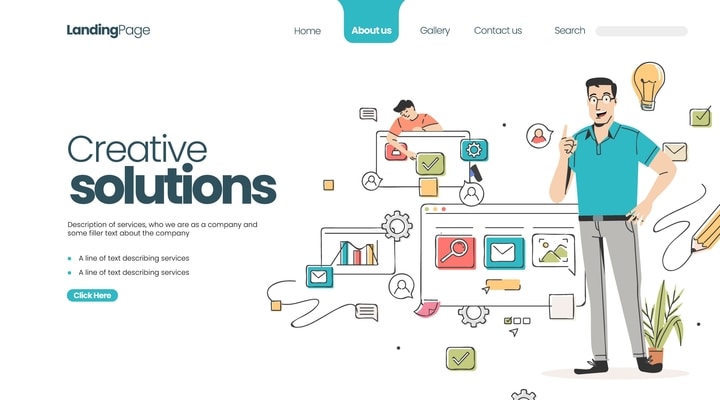 LandingPage
Home
About us
Gallery
Contact us
Search
Creative
solutions
Description of services, who we are as a company and
some filler text about the company
A line of text describing services
A line of text describing services
Click Here